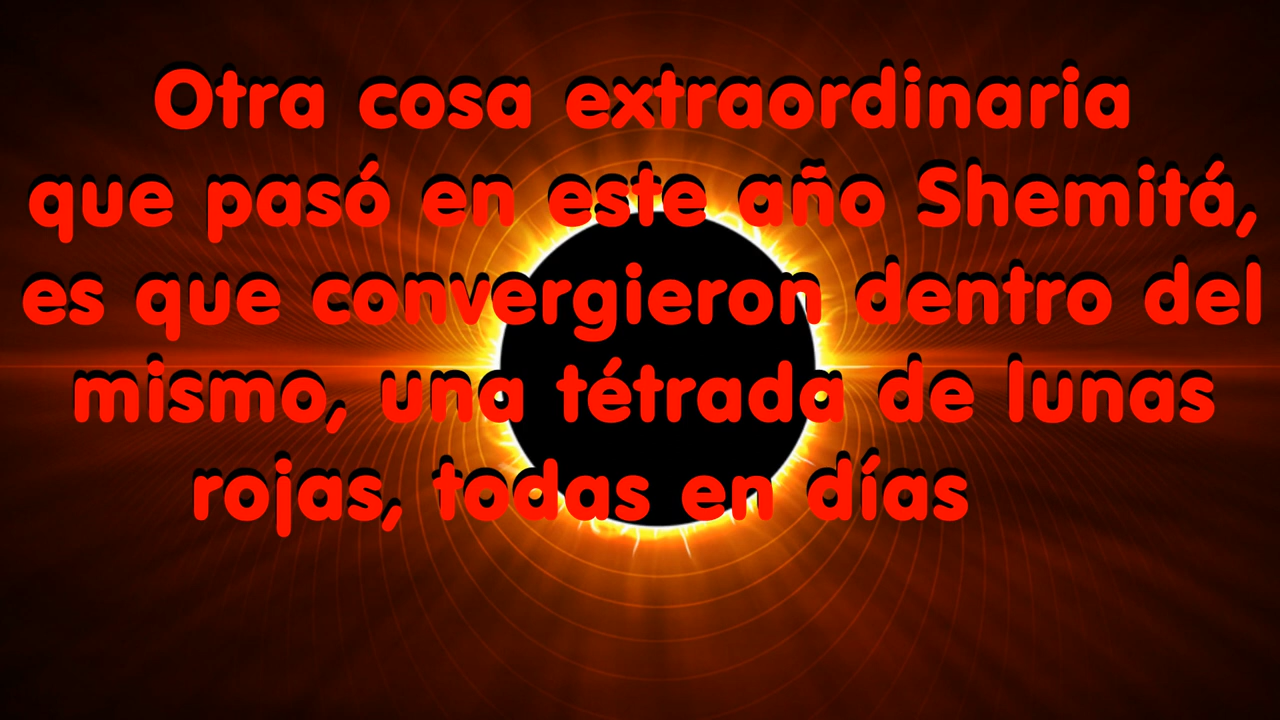 Otra cosa extraordinaria
que pasó en este año Shemitá,
es que convergieron dentro del
mismo, una tétrada de lunas
rojas, todas en días